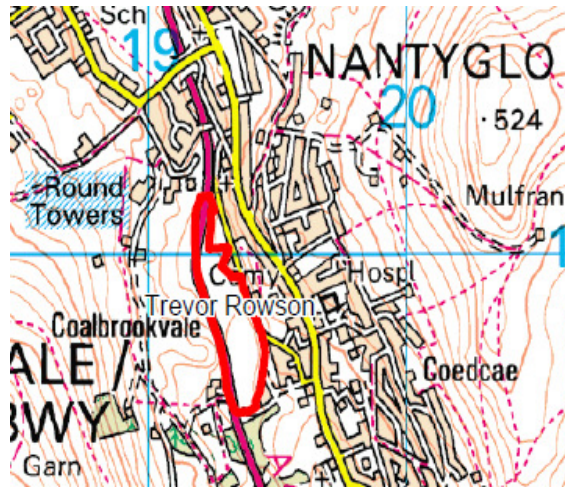 Sch
19
NANTYGLO
20
524
Round
Towers
Mulfran
Cemy
Hospl
Trevor Rowson
Coalbrookvale
ALE /
BWY
Coedcae
Garn
A